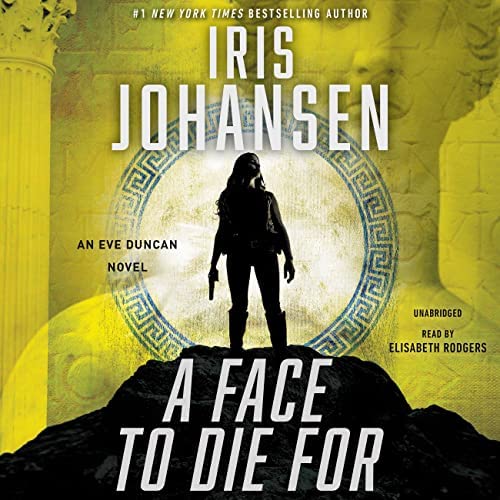 #1 NEW YORK TIMES BESTSELLING AUTHOR
IRIS
JOHANSEN
AN EVE DUNCAN
NOVEL
UNABRIDGED
READ BY
ELISABETH RODGERS
A FACE
TO DIE FOR